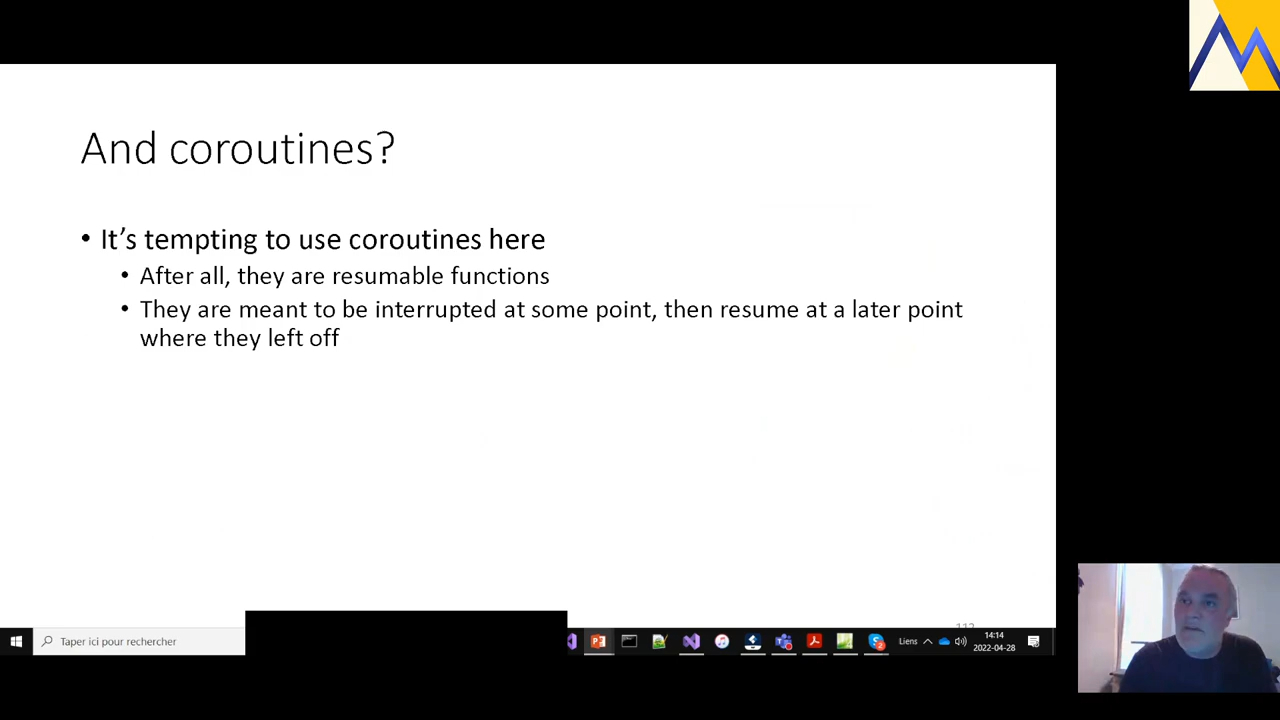 And coroutines?
• It’s tempting to use coroutines here
• After all, they are resumable functions
• They are meant to be interrupted at some point, then resume at a later point
where they left off
Taper ici pour rechercher
Liens
14:14
2022-04-28